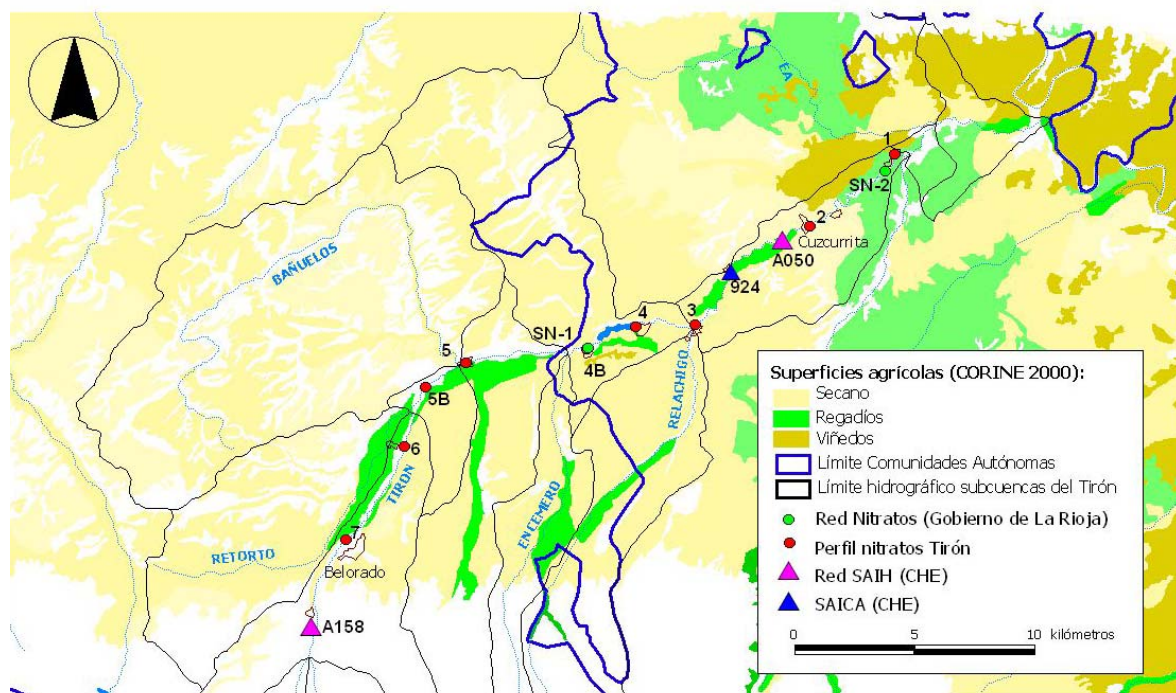 EA
1
SN-2
2
Cuzcurrita
A050
BAÑUELOS
924
4
3
SN-1
4B
5
RELACHIGO
5B
6
TIRON
ENCEMERO
7
RETORTO
Belorado
A158
Superficies agrícolas (CORINE 2000):
Secano
Regadíos
Viñedos
Límite Comunidades Autónomas
Límite hidrográfico subcuencas del Tirón
Red Nitratos (Gobierno de La Rioja)
Perfil nitratos Tirón
Red SAIH (CHE)
SAICA (CHE)
0 5 10 kilómetros